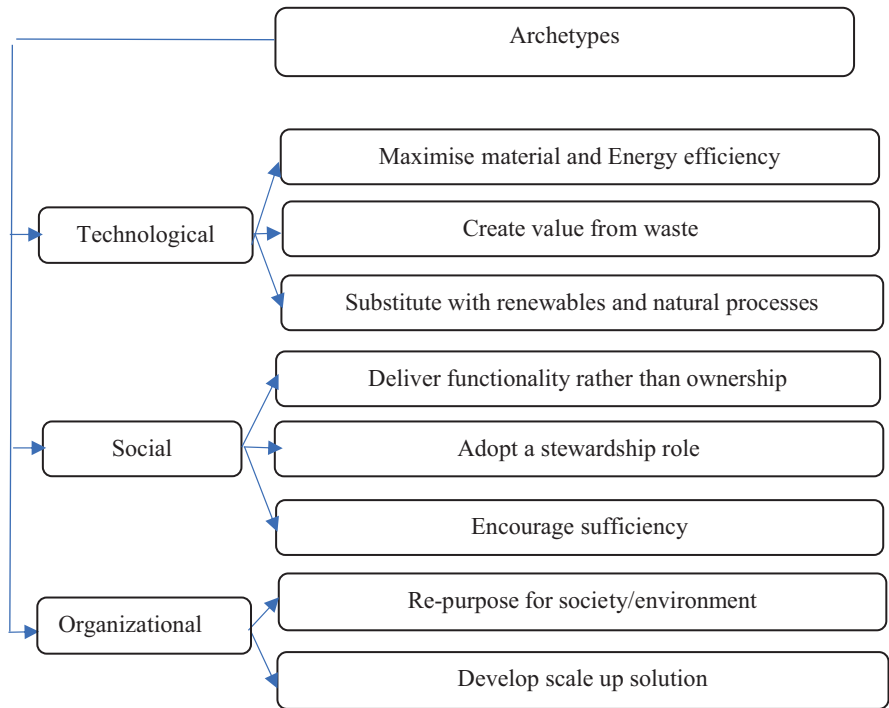 Archetypes
Maximise material and Energy efficiency
Technological
Create value from waste
Substitute with renewables and natural processes
Deliver functionality rather than ownership
Social
Adopt a stewardship role
Encourage sufficiency
Re-purpose for society/environment
Organizational
Develop scale up solution